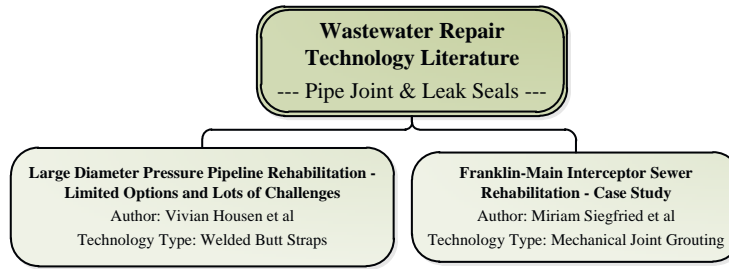 Wastewater Repair
Technology Literature
--- Pipe Joint & Leak Seals ---
Large Diameter Pressure Pipeline Rehabilitation -
Limited Options and Lots of Challenges
Author: Vivian Housen et al
Technology Type: Welded Butt Straps
Franklin-Main Interceptor Sewer
Rehabilitation - Case Study
Author: Miriam Siegfried et al
Technology Type: Mechanical Joint Grouting